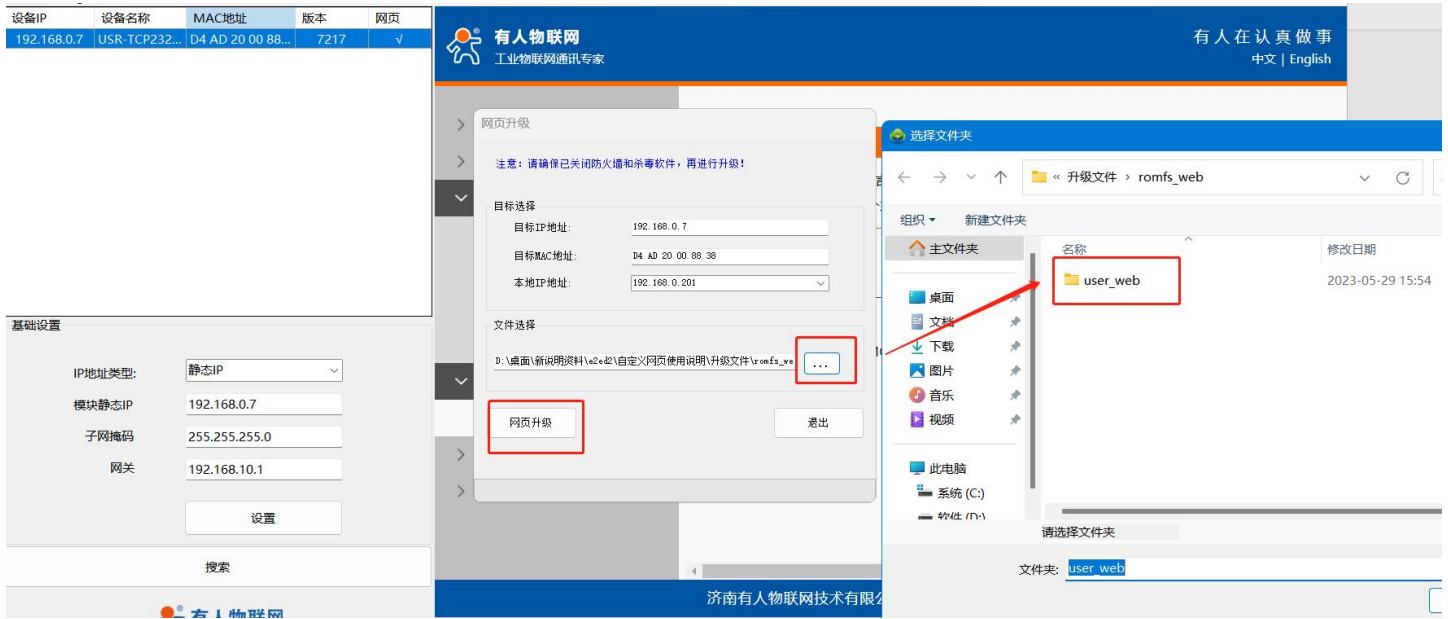 设备IP 设备名称 MAC地址 版本 网页
192.168.0.7 USR-TCP232... D4 AD 20 00 88... 7217 √
基础设置
IP地址类型: 静态IP
模块静态IP 192.168.0.7
子网掩码 255.255.255.0
网关 192.168.10.1
设置
搜索
有人物联网
有人物联网
工业物联网通讯专家
有人在认真做事
中文 | English
网页升级
注意：请确保已关闭防火墙和杀毒软件，再进行升级!
目标选择
目标IP地址: 192.168.0.7
目标MAC地址: D4 AD 20 00 88 38
本地IP地址: 192.168.0.201
文件选择
D:\桌面\新说明资料\e2ed2\自定义网页使用说明\升级文件\romfs_we ...
网页升级 退出
济南有人物联网技术有限
选择文件夹
« 升级文件 › romfs_web
组织 新建文件夹
主文件夹
名称 修改日期
user_web 2023-05-29 15:54
桌面
文档
下载
图片
音乐
视频
此电脑
系统 (C:)
软件 (D:)
请选择文件夹
文件夹: user_web